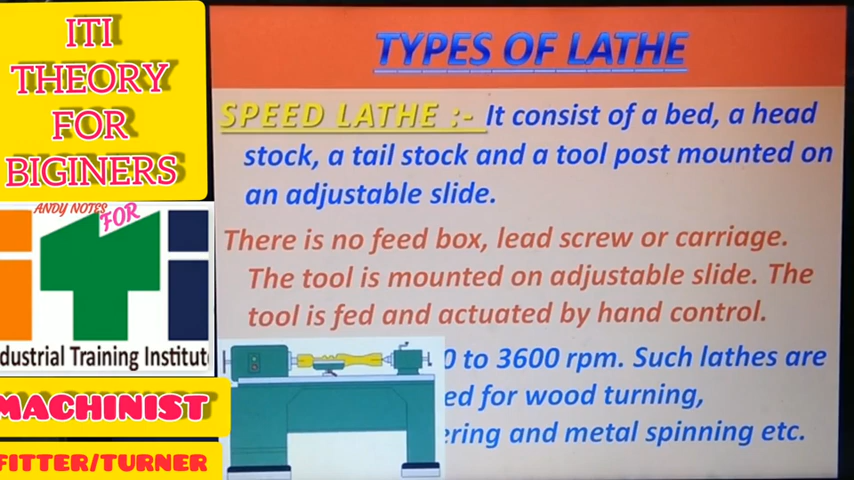 ITI
THEORY
FOR
BIGINERS
ANDY NOTES
FOR
iTi
Industrial Training Institute
MACHINIST
FITTER/TURNER
TYPES OF LATHE
SPEED LATHE :- It consist of a bed, a head
stock, a tail stock and a tool post mounted on
an adjustable slide.
There is no feed box, lead screw or carriage.
The tool is mounted on adjustable slide. The
tool is fed and actuated by hand control.
0 to 3600 rpm. Such lathes are
for wood turning,
and metal spinning etc.